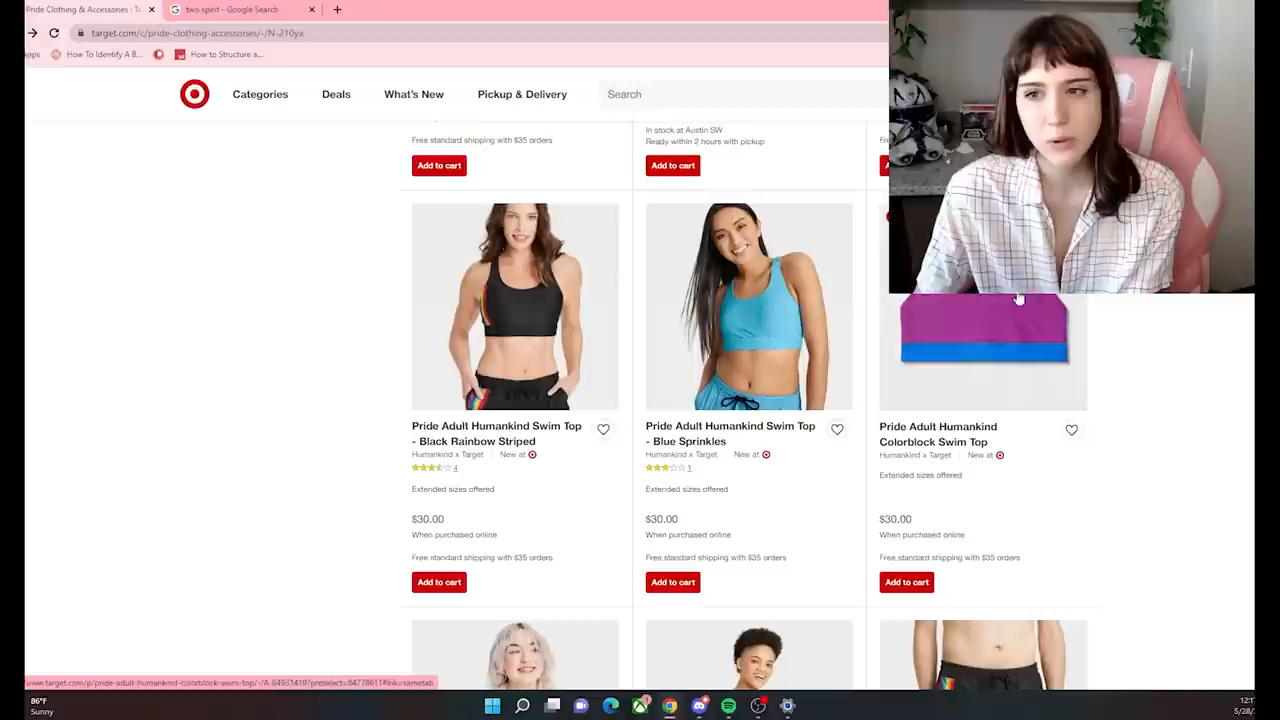 Pride Clothing & Accessories : T
two spirit - Google Search
target.com/c/pride-clothing-accessories/-/N-210ya
apps
How To Identify A B...
How to Structure a...
Categories
Deals
What's New
Pickup & Delivery
Search
Free standard shipping with $35 orders
In stock at Austin SW
Ready within 2 hours with pickup
Add to cart
Add to cart
Pride Adult Humankind Swim Top
- Black Rainbow Striped
Humankind x Target
New at
4
Extended sizes offered
$30.00
When purchased online
Free standard shipping with $35 orders
Add to cart
Pride Adult Humankind Swim Top
- Blue Sprinkles
Humankind x Target
New at
1
Extended sizes offered
$30.00
When purchased online
Free standard shipping with $35 orders
Add to cart
Pride Adult Humankind
Colorblock Swim Top
Humankind x Target
New at
Extended sizes offered
$30.00
When purchased online
Free standard shipping with $35 orders
Add to cart
86°F
Sunny
12:1
5/28/